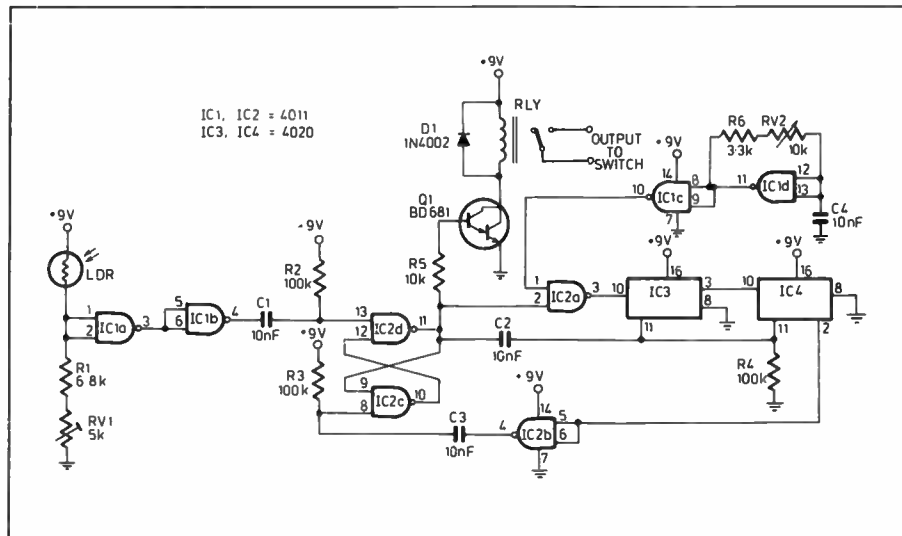 IC1, IC2 = 4011
IC3, IC4 = 4020
+9V
LDR
R1
6.8k
RV1
5k
1
2
IC1a
3
5
6
IC1b
4
C1
10nF
+9V
R2
100k
+9V
R3
100k
13
12
IC2d
11
9
8
IC2c
10
+9V
D1
1N4002
RLY
OUTPUT
TO
SWITCH
Q1
BD681
R5
10k
C2
10nF
C3
10nF
1
2
IC2a
3
10
+9V
14
IC1c
8
9
7
11
IC1d
12
13
R6
3.3k
RV2
10k
C4
10nF
10
+9V
16
IC3
3
8
11
10
+9V
16
IC4
8
11
2
R4
100k
+9V
4
14
IC2b
5
6
7